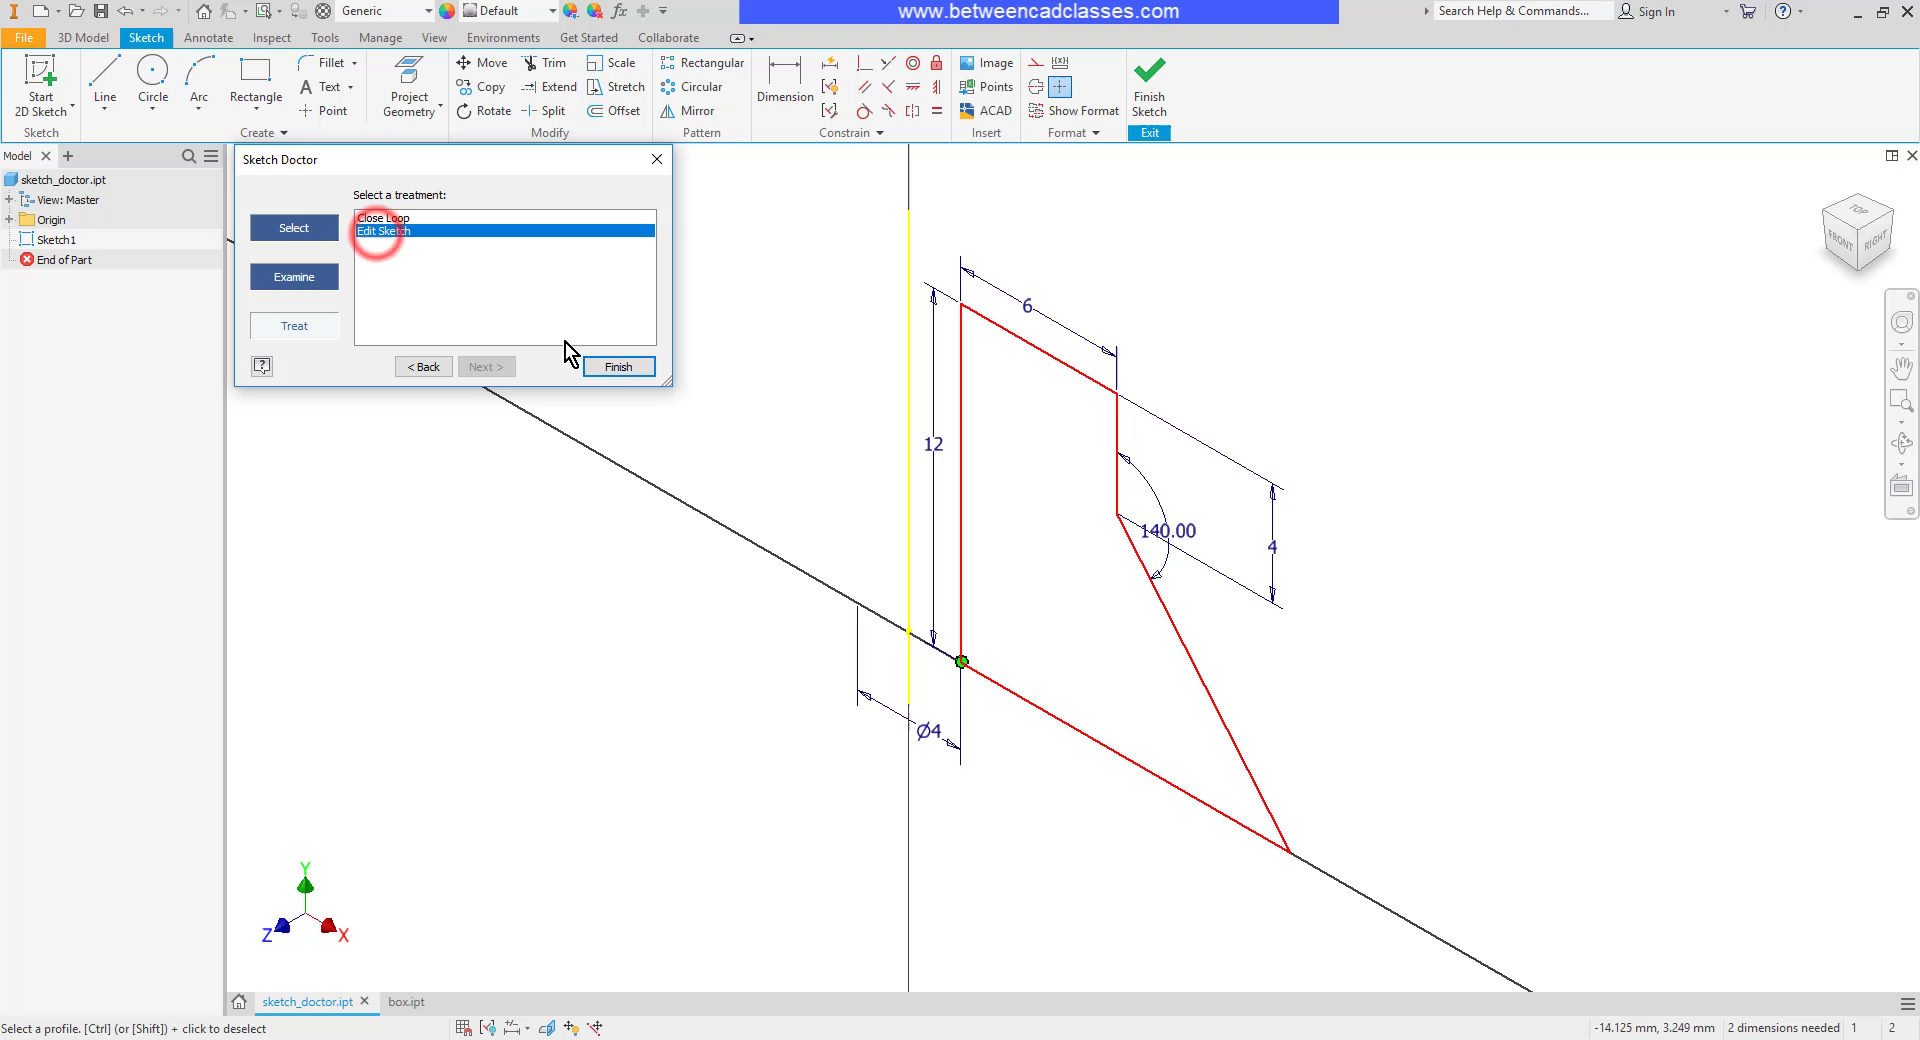 Generic
Default
fx
www.betweencadclasses.com
Search Help & Commands...
Sign In
File
3D Model
Sketch
Annotate
Inspect
Tools
Manage
View
Environments
Get Started
Collaborate
Start
2D Sketch
Sketch
Line
Circle
Arc
Rectangle
Fillet
Text
Point
Create
Project
Geometry
Move
Copy
Rotate
Trim
Extend
Split
Scale
Stretch
Offset
Modify
Rectangular
Circular
Mirror
Pattern
Dimension
Constrain
Image
Points
ACAD
Insert
Show Format
Format
Finish
Sketch
Exit
Model
sketch_doctor.ipt
View: Master
Origin
Sketch1
End of Part
Sketch Doctor
Select a treatment:
Select
Examine
Treat
Close Loop
Edit Sketch
< Back
Next >
Finish
TOP
FRONT
RIGHT
6
12
140.00
4
Ø4
Y
Z
X
sketch_doctor.ipt
box.ipt
Select a profile. [Ctrl] (or [Shift]) + click to deselect
-14.125 mm, 3.249 mm
2 dimensions needed
1
2